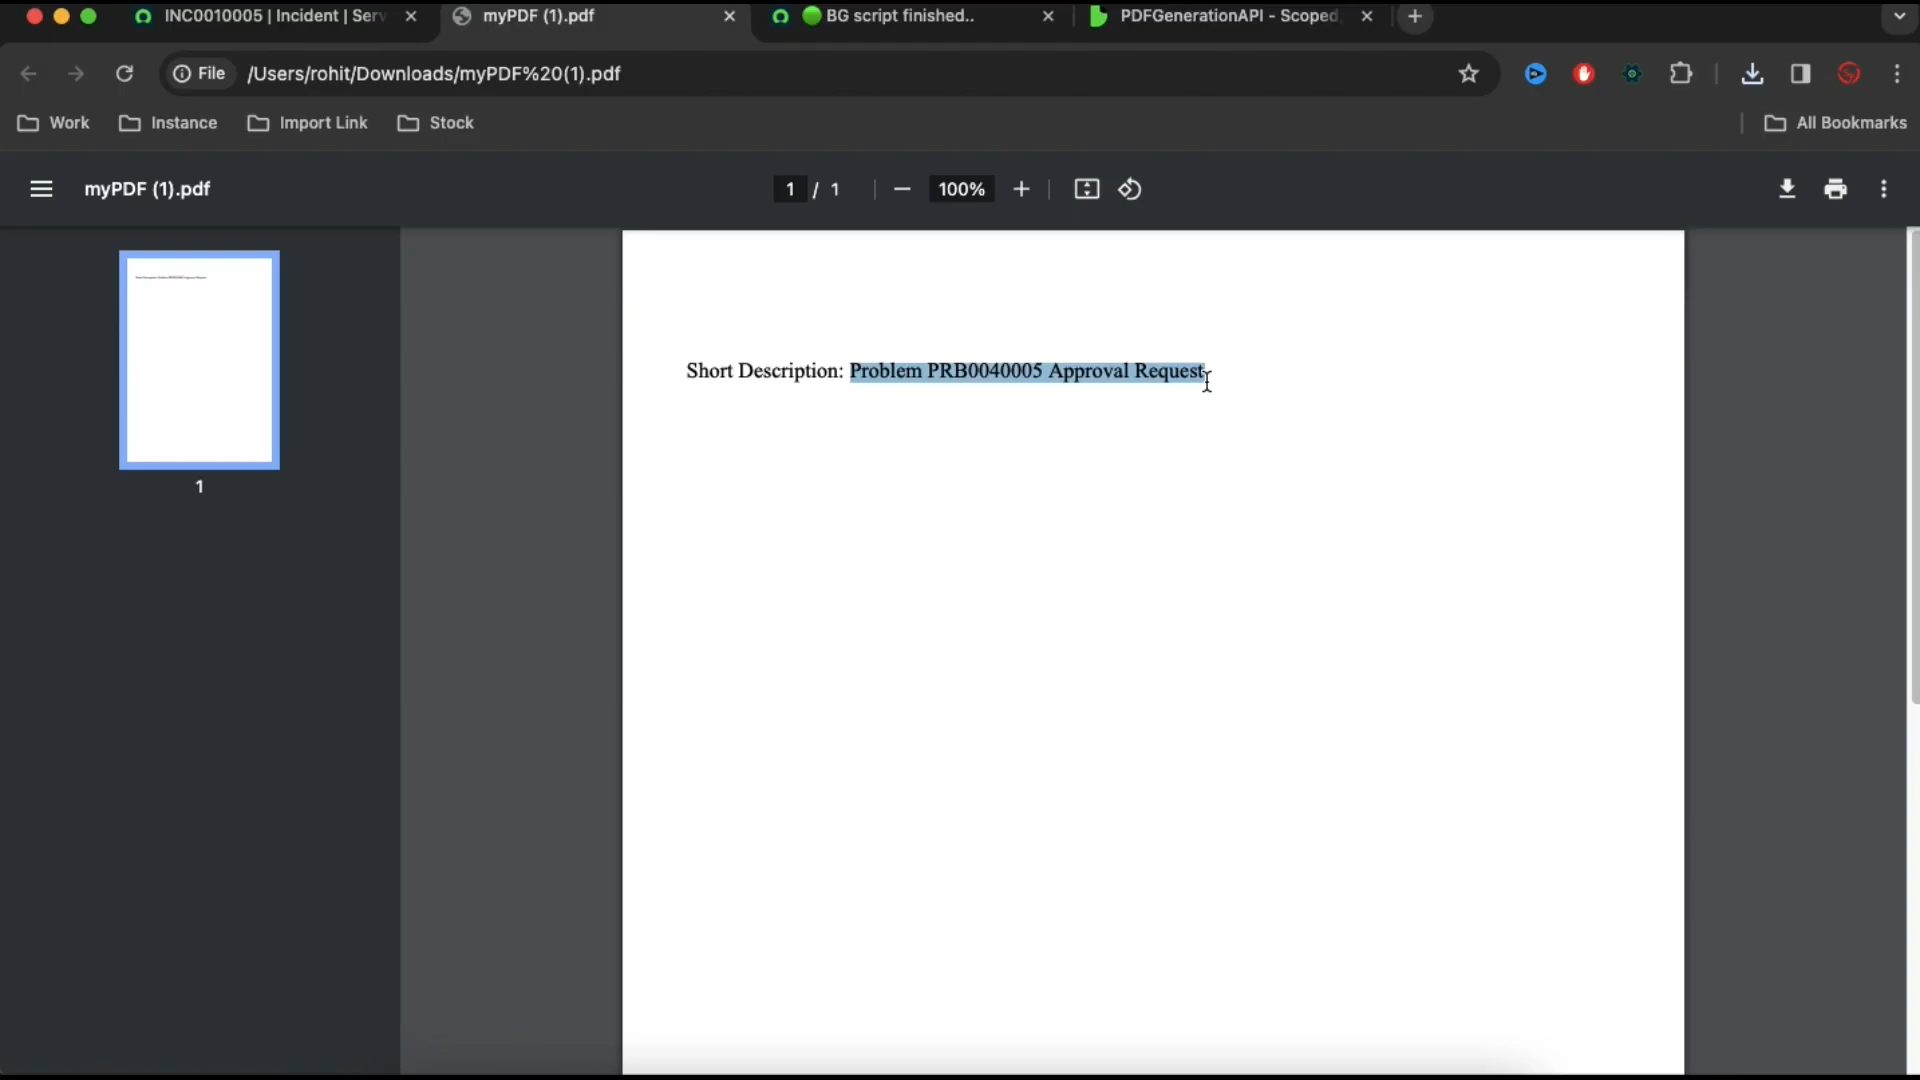 INC0010005 | Incident | Serv
myPDF (1).pdf
BG script finished..
PDFGenerationAPI - Scoped
File
/Users/rohit/Downloads/myPDF%20(1).pdf
Work
Instance
Import Link
Stock
All Bookmarks
myPDF (1).pdf
1 / 1
100%
Short Description: Problem PRB0040005 Approval Request
1